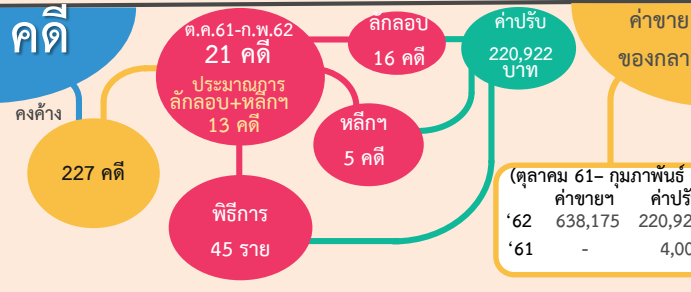 คดี
คงค้าง
227 คดี
ต.ค.61-ก.พ.62
21 คดี
ประมาณการ
ลักลอบ+หลีกฯ
13 คดี
ลักลอบ
16 คดี
หลีกฯ
5 คดี
พิธีการ
45 ราย
ค่าปรับ
220,922
บาท
ค่าขาย
ของกลา
(ตุลาคม 61– กุมภาพันธ์
ค่าขายฯ ค่าปรั
‘62 638,175 220,92
‘61 - 4,00